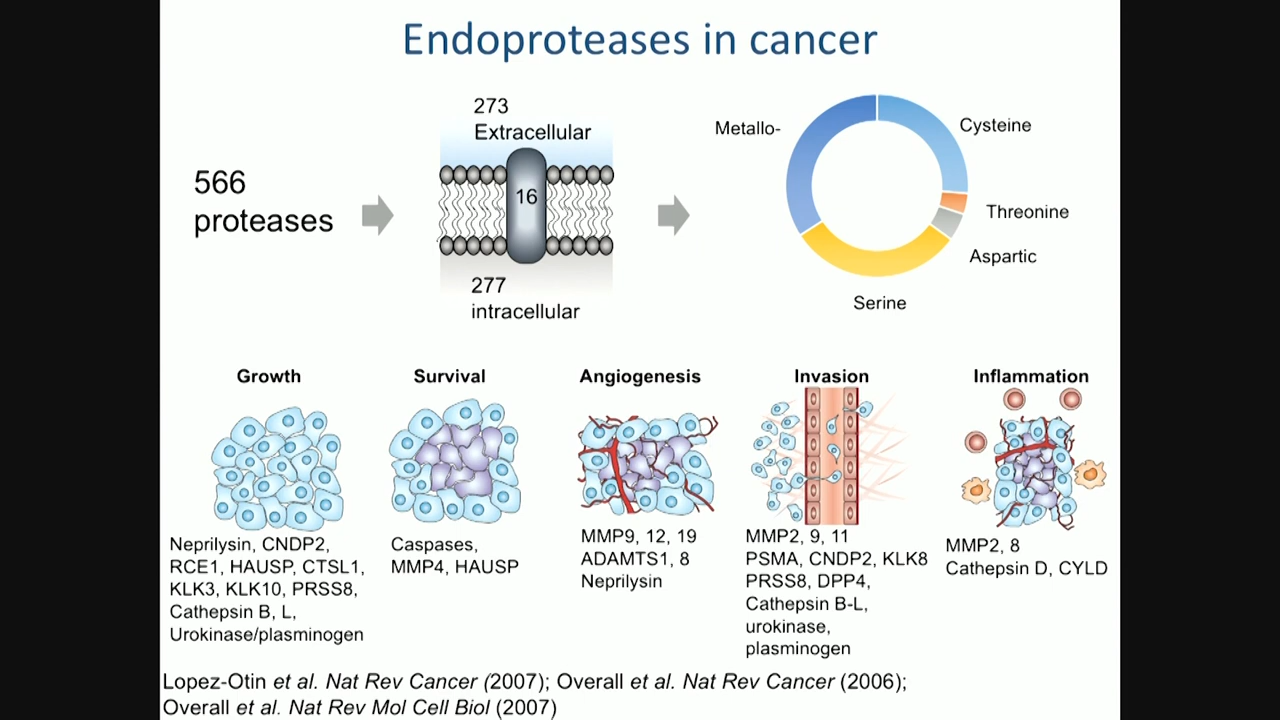 Endoproteases in cancer
566
proteases
273
Extracellular
16
277
intracellular
Metallo-
Cysteine
Threonine
Aspartic
Serine
Growth
Neprilysin, CNDP2,
RCE1, HAUSP, CTSL1,
KLK3, KLK10, PRSS8,
Cathepsin B, L,
Urokinase/plasminogen
Survival
Caspases,
MMP4, HAUSP
Angiogenesis
MMP9, 12, 19
ADAMTS1, 8
Neprilysin
Invasion
MMP2, 9, 11
PSMA, CNDP2, KLK8
PRSS8, DPP4,
Cathepsin B-L,
urokinase,
plasminogen
Inflammation
MMP2, 8
Cathepsin D, CYLD
Lopez-Otin et al. Nat Rev Cancer (2007); Overall et al. Nat Rev Cancer (2006);
Overall et al. Nat Rev Mol Cell Biol (2007)